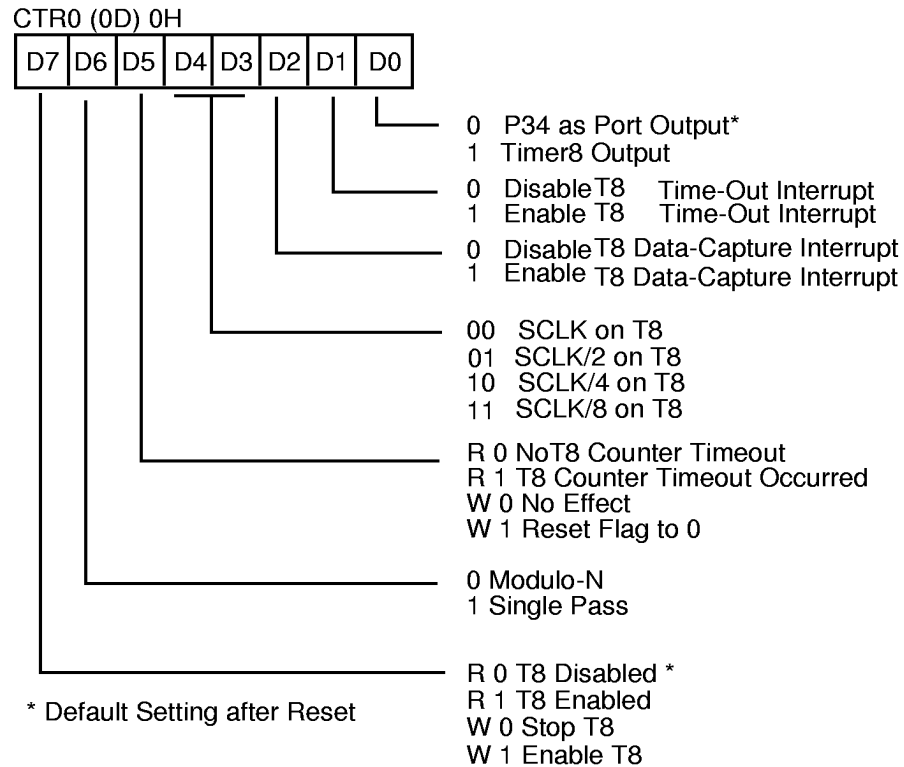 CTR0 (0D) 0H
D7 D6 D5 D4 D3 D2 D1 D0
0 P34 as Port Output*
1 Timer8 Output
0 Disable T8 Time-Out Interrupt
1 Enable T8 Time-Out Interrupt
0 Disable T8 Data-Capture Interrupt
1 Enable T8 Data-Capture Interrupt
00 SCLK on T8
01 SCLK/2 on T8
10 SCLK/4 on T8
11 SCLK/8 on T8
R 0 NoT8 Counter Timeout
R 1 T8 Counter Timeout Occurred
W 0 No Effect
W 1 Reset Flag to 0
0 Modulo-N
1 Single Pass
R 0 T8 Disabled *
R 1 T8 Enabled
W 0 Stop T8
W 1 Enable T8
* Default Setting after Reset